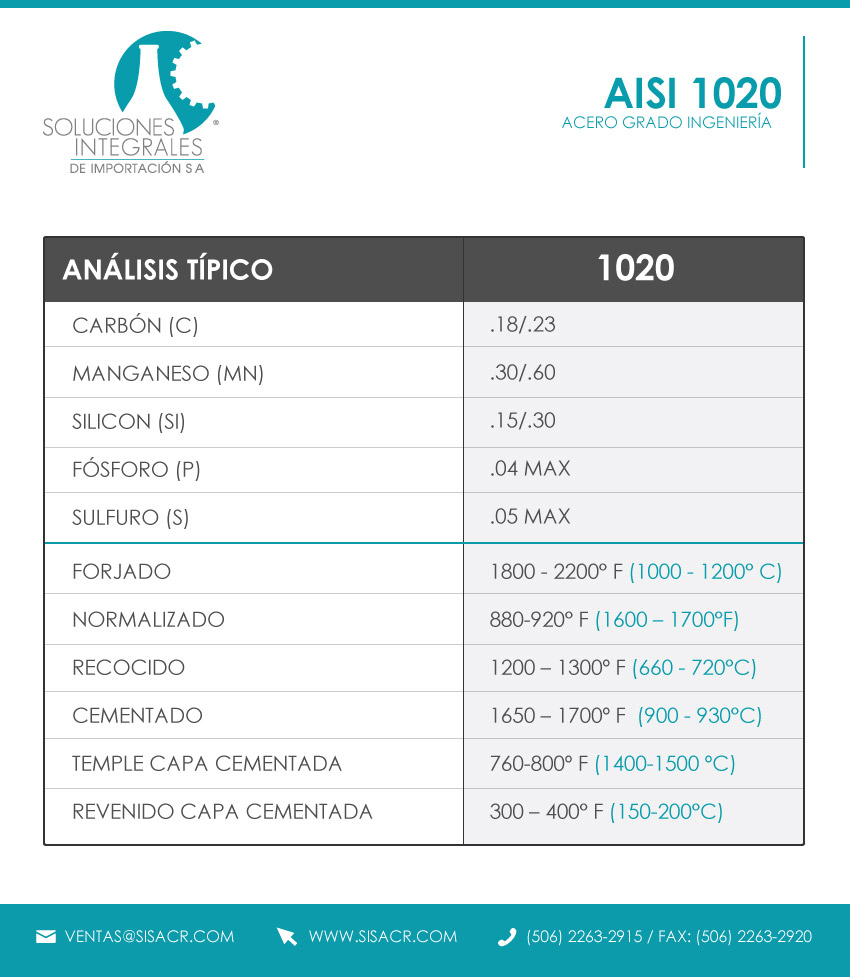 SOLUCIONES
INTEGRALES
DE IMPORTACIÓN S A
®
AISI 1020
ACERO GRADO INGENIERÍA
ANÁLISIS TÍPICO 1020
CARBÓN (C) .18/.23
MANGANESO (MN) .30/.60
SILICON (SI) .15/.30
FÓSFORO (P) .04 MAX
SULFURO (S) .05 MAX
FORJADO 1800 - 2200° F (1000 - 1200° C)
NORMALIZADO 880-920° F (1600 – 1700°F)
RECOCIDO 1200 – 1300° F (660 - 720°C)
CEMENTADO 1650 – 1700° F (900 - 930°C)
TEMPLE CAPA CEMENTADA 760-800° F (1400-1500 °C)
REVENIDO CAPA CEMENTADA 300 – 400° F (150-200°C)
VENTAS@SISACR.COM WWW.SISACR.COM (506) 2263-2915 / FAX: (506) 2263-2920